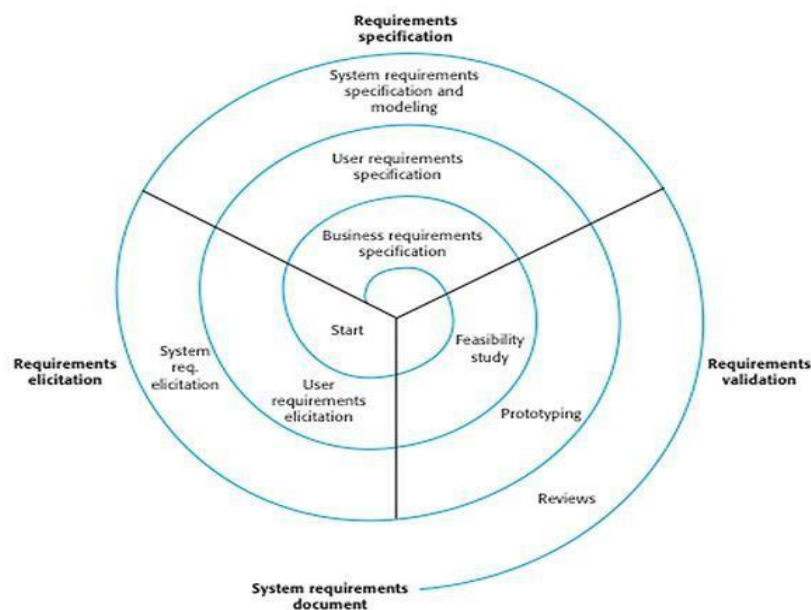 Requirements
specification
System requirements
specification and
modeling
User requirements
specification
Business requirements
specification
Start
Feasibility
study
Requirements
elicitation
System
req.
elicitation
User
requirements
elicitation
Requirements
validation
Prototyping
Reviews
System requirements
document